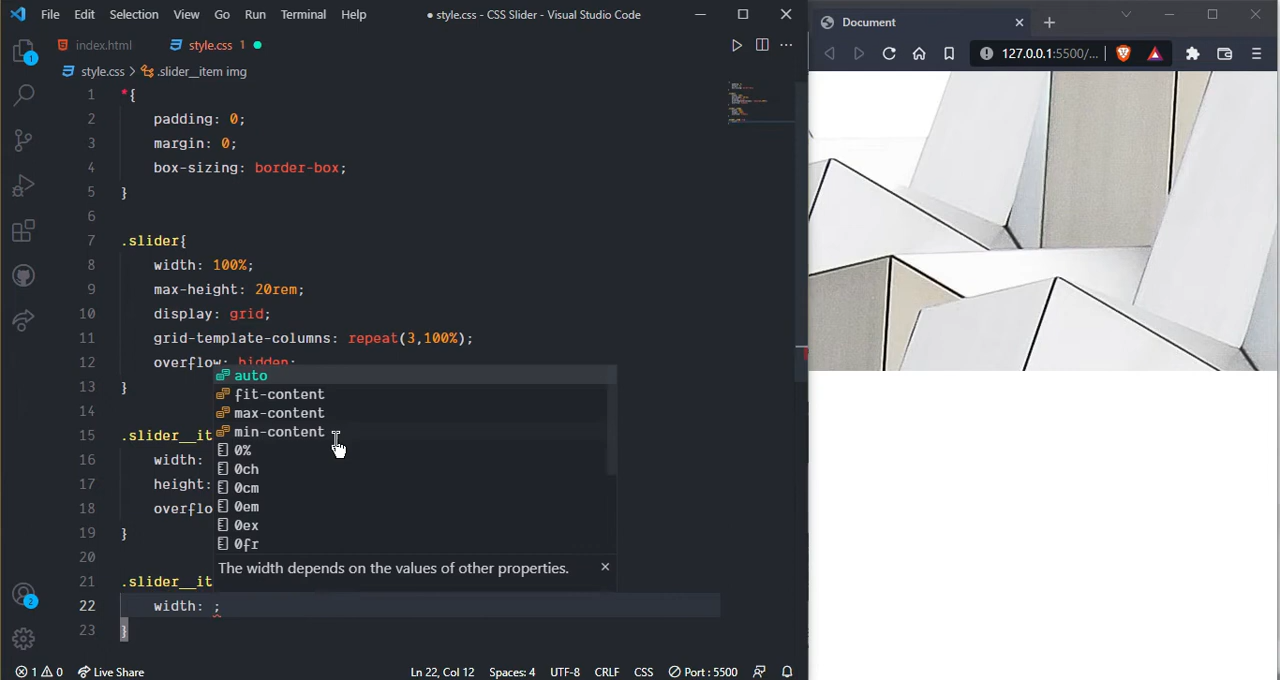 File Edit Selection View Go Run Terminal Help ● style.css - CSS Slider - Visual Studio Code
Document
index.html style.css 1
127.0.0.1:5500/...
style.css > .slider__item img
1 *{
2 padding: 0;
3 margin: 0;
4 box-sizing: border-box;
5 }
6
7 .slider{
8 width: 100%;
9 max-height: 20rem;
10 display: grid;
11 grid-template-columns: repeat(3,100%);
12 overflow: hidden;
13 }
14
15 .slider__it
16 width:
17 height:
18 overflo
19 }
20
21 .slider__it
22 width: ;
23 }
auto
fit-content
max-content
min-content
0%
0ch
0cm
0em
0ex
0fr
The width depends on the values of other properties.
1
1
2
1 0 Live Share Ln 22, Col 12 Spaces: 4 UTF-8 CRLF CSS Port : 5500